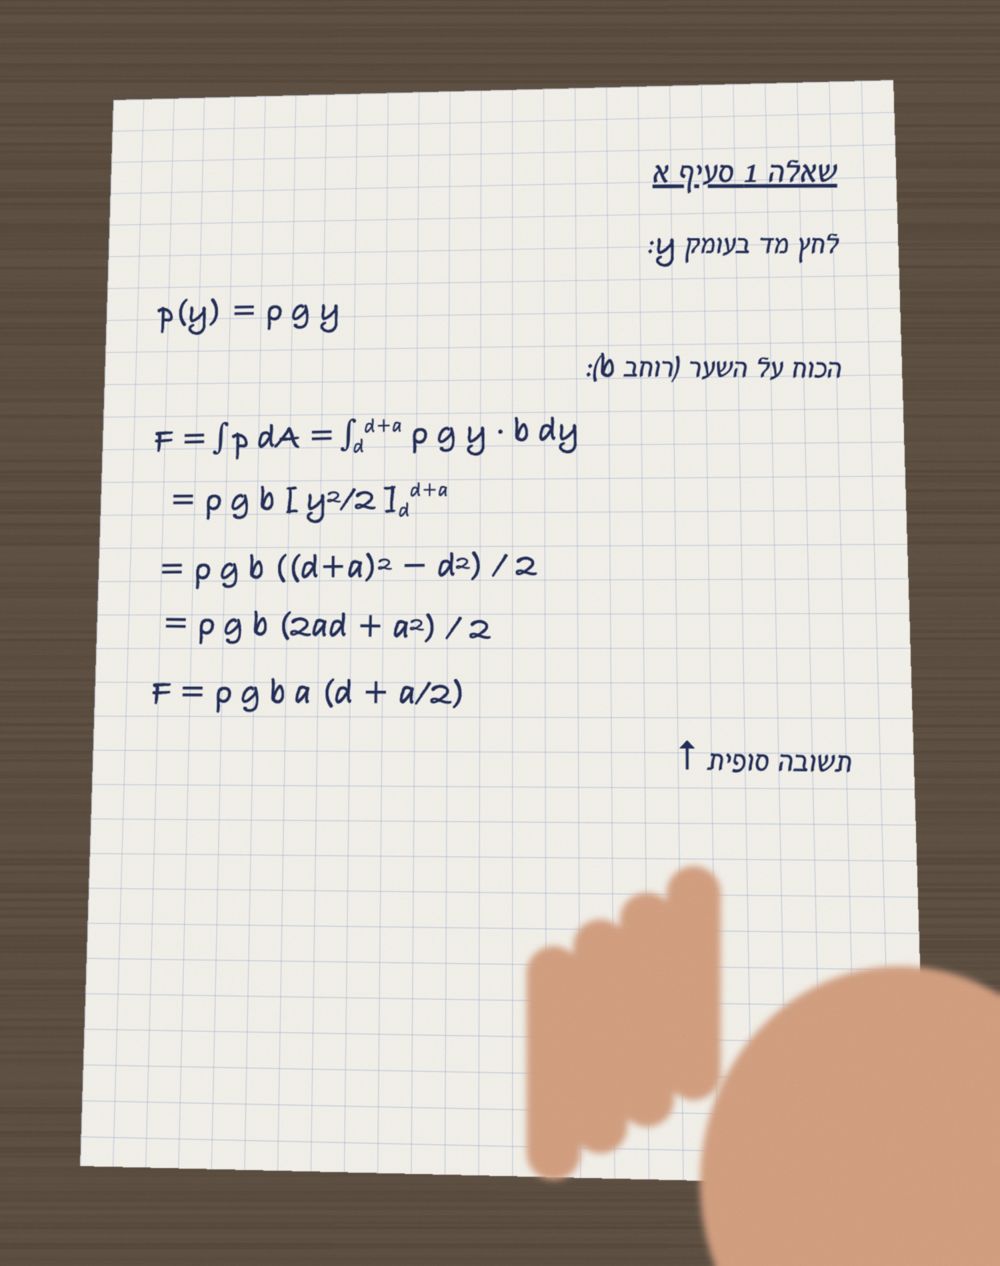 שאלה 1 סעיף א
לחץ מד בעומק y:
p(y) = ρ g y
הכוח על השער (רוחב b):
F = ∫ p dA = ∫_d^{d+a} ρ g y · b dy
= ρ g b [ y²/2 ]_d^{d+a}
= ρ g b ((d+a)² − d²) / 2
= ρ g b (2ad + a²) / 2
F = ρ g b a (d + a/2)
תשובה סופית ↑